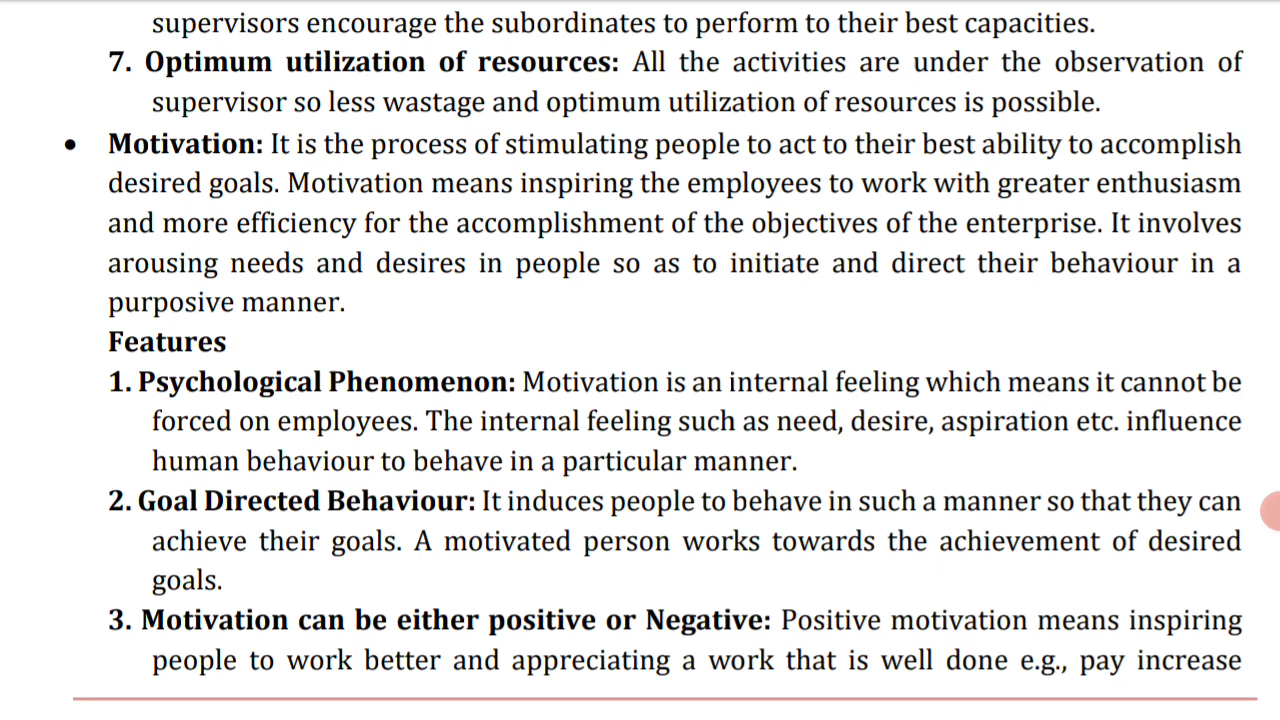 supervisors encourage the subordinates to perform to their best capacities.
7. Optimum utilization of resources: All the activities are under the observation of
supervisor so less wastage and optimum utilization of resources is possible.
• Motivation: It is the process of stimulating people to act to their best ability to accomplish
desired goals. Motivation means inspiring the employees to work with greater enthusiasm
and more efficiency for the accomplishment of the objectives of the enterprise. It involves
arousing needs and desires in people so as to initiate and direct their behaviour in a
purposive manner.
Features
1. Psychological Phenomenon: Motivation is an internal feeling which means it cannot be
forced on employees. The internal feeling such as need, desire, aspiration etc. influence
human behaviour to behave in a particular manner.
2. Goal Directed Behaviour: It induces people to behave in such a manner so that they can
achieve their goals. A motivated person works towards the achievement of desired
goals.
3. Motivation can be either positive or Negative: Positive motivation means inspiring
people to work better and appreciating a work that is well done e.g., pay increase